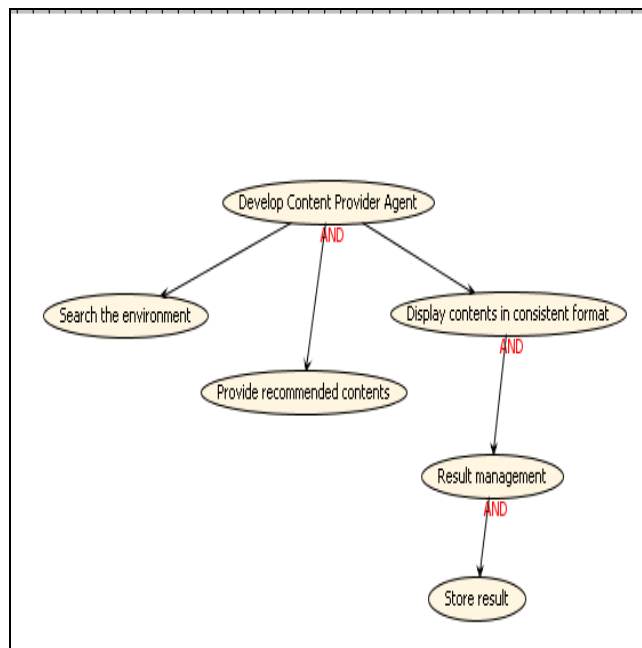 Develop Content Provider Agent
AND
Search the environment
Display contents in consistent format
AND
Provide recommended contents
Result management
AND
Store result